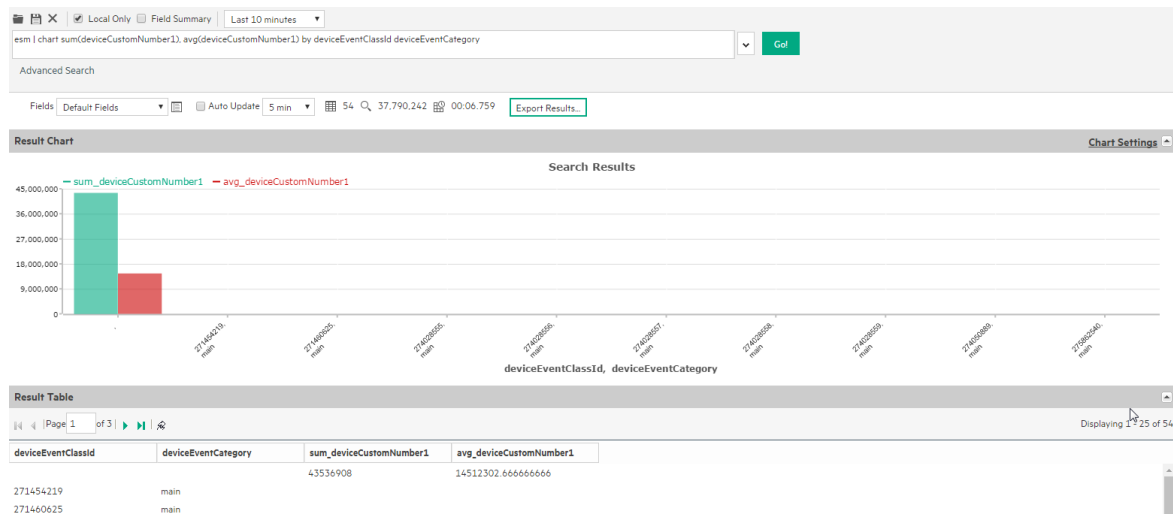 Local Only Field Summary Last 10 minutes
esm | chart sum(deviceCustomNumber1), avg(deviceCustomNumber1) by deviceEventClassId deviceEventCategory
Go!
Advanced Search
Fields Default Fields Auto Update 5 min 54 37,790,242 00:06.759 Export Results...
Result Chart Chart Settings
Search Results
sum_deviceCustomNumber1 avg_deviceCustomNumber1
45,000,000
36,000,000
27,000,000
18,000,000
9,000,000
0
,
271454219,
main
271460625,
main
274028555,
main
274028556,
main
274028557,
main
274028558,
main
274028559,
main
274050889,
main
275862540,
main
deviceEventClassId, deviceEventCategory
Result Table
Page 1 of 3 Displaying 1 - 25 of 54
deviceEventClassId deviceEventCategory sum_deviceCustomNumber1 avg_deviceCustomNumber1
43536908 14512302.666666666
271454219 main
271460625 main